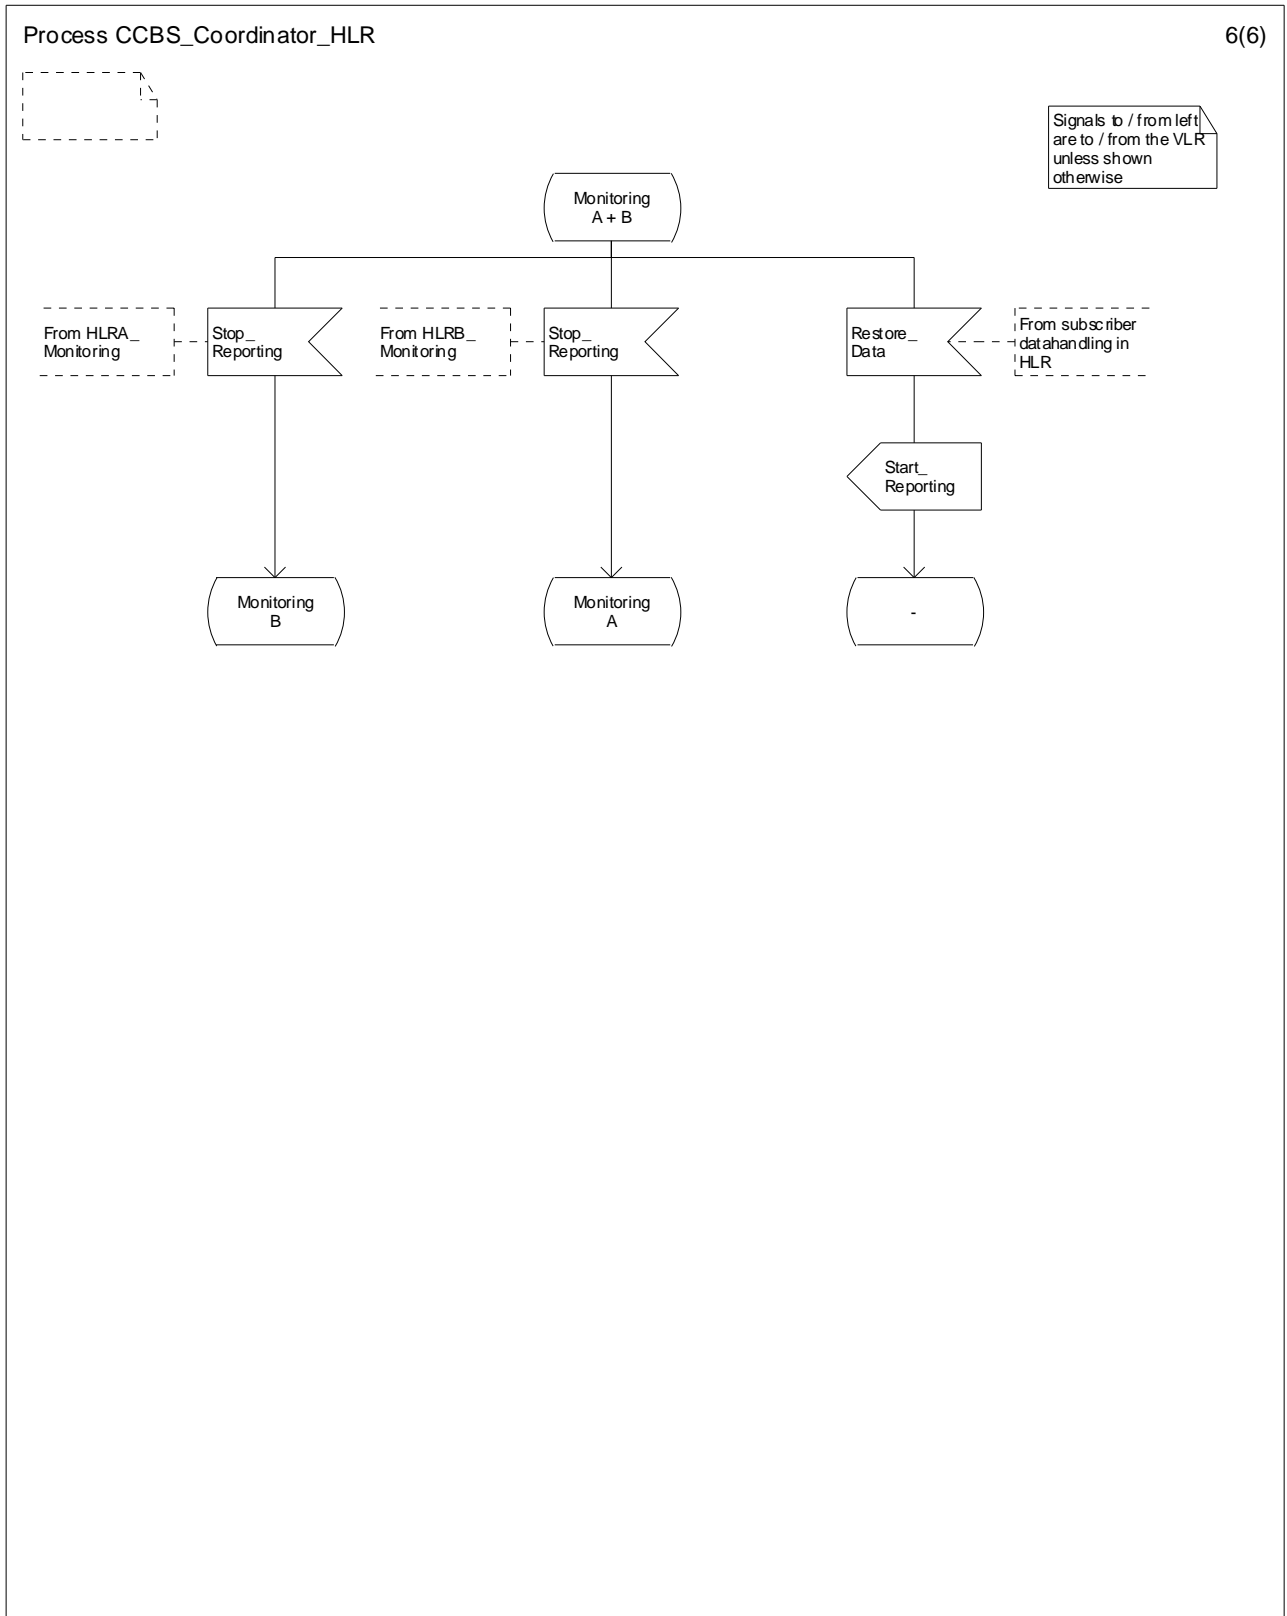 Process CCBS_Coordinator_HLR
6(6)
Signals to / from left
are to / from the VLR
unless shown
otherwise
Monitoring
A + B
From HLRA_
Monitoring
Stop_
Reporting
From HLRB_
Monitoring
Stop_
Reporting
Restore_
Data
From subscriber
datahandling in
HLR
Start_
Reporting
Monitoring
B
Monitoring
A
-